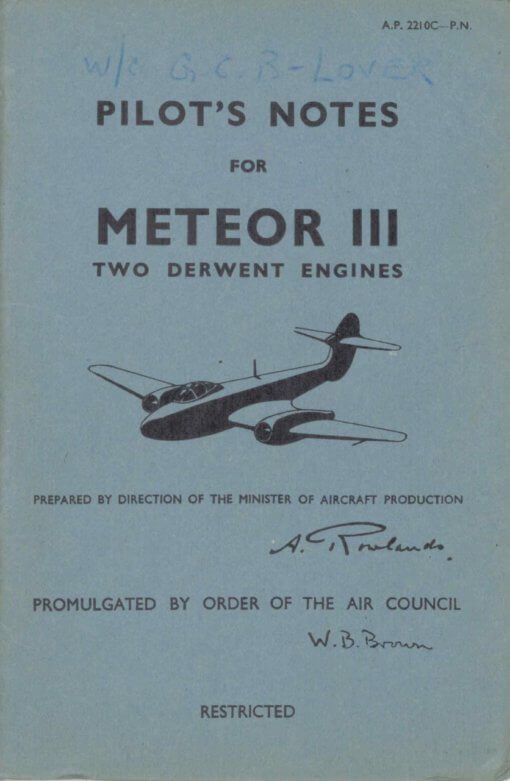 A.P. 2210C—P.N.
W/C G.C.B-LOVER
PILOT'S NOTES
FOR
METEOR III
TWO DERWENT ENGINES
PREPARED BY DIRECTION OF THE MINISTER OF AIRCRAFT PRODUCTION
A. Rowlands.
PROMULGATED BY ORDER OF THE AIR COUNCIL
W.B. Brown
RESTRICTED